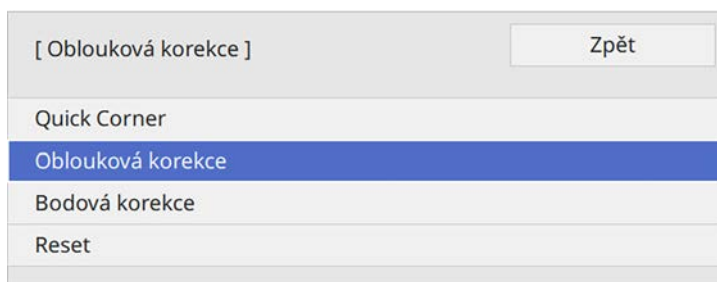 [ Oblouková korekce ]
Zpět
Quick Corner
Oblouková korekce
Bodová korekce
Reset